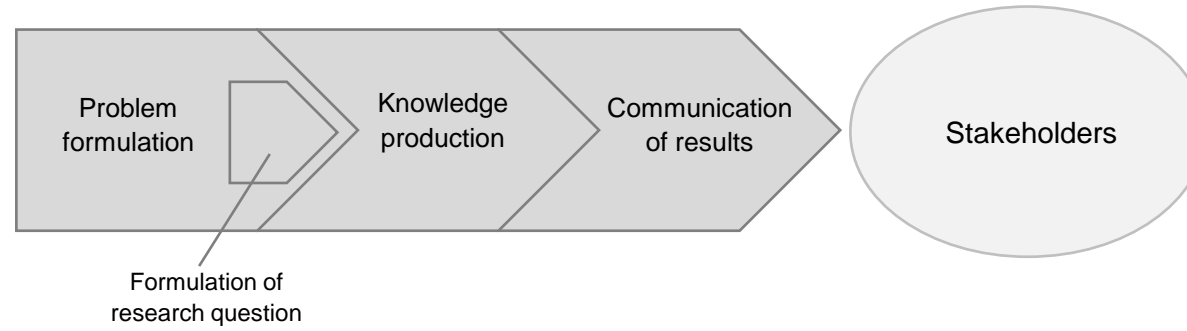 Problem
formulation
Knowledge
production
Communication
of results
Stakeholders
Formulation of
research question